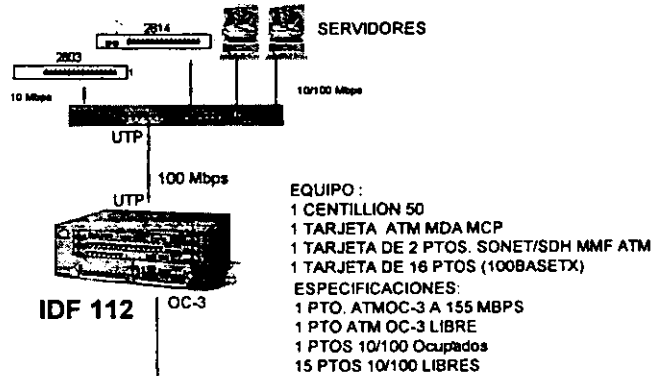 2814
SERVIDORES
2803
10 Mbps
10/100 Mbps
UTP
100 Mbps
UTP
IDF 112
OC-3
EQUIPO :
1 CENTILLION 50
1 TARJETA ATM MDA MCP
1 TARJETA DE 2 PTOS. SONET/SDH MMF ATM
1 TARJETA DE 16 PTOS (100BASETX)
ESPECIFICACIONES:
1 PTO. ATMOC-3 A 155 MBPS
1 PTO ATM OC-3 LIBRE
1 PTOS 10/100 Ocupados
15 PTOS 10/100 LIBRES